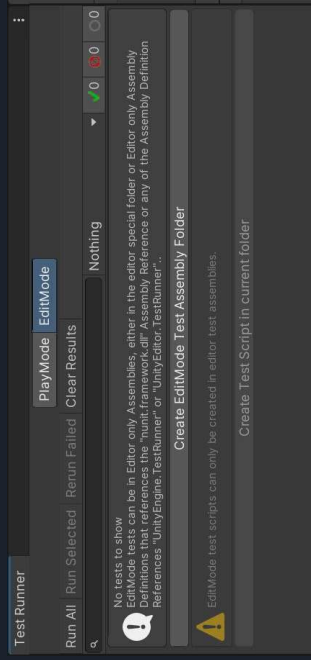 Test Runner
PlayMode EditMode
Run All Run Selected Rerun Failed Clear Results
Nothing 0 0 0
No tests to show
EditMode tests can be in Editor only Assemblies, either in the editor special folder or Editor only Assembly
Definitions that references the "nunit.framework.dll" Assembly Reference or any of the Assembly Definition
References "UnityEngine.TestRunner" or "UnityEditor.TestRunner"..
Create EditMode Test Assembly Folder
EditMode test scripts can only be created in editor test assemblies.
Create Test Script in current folder